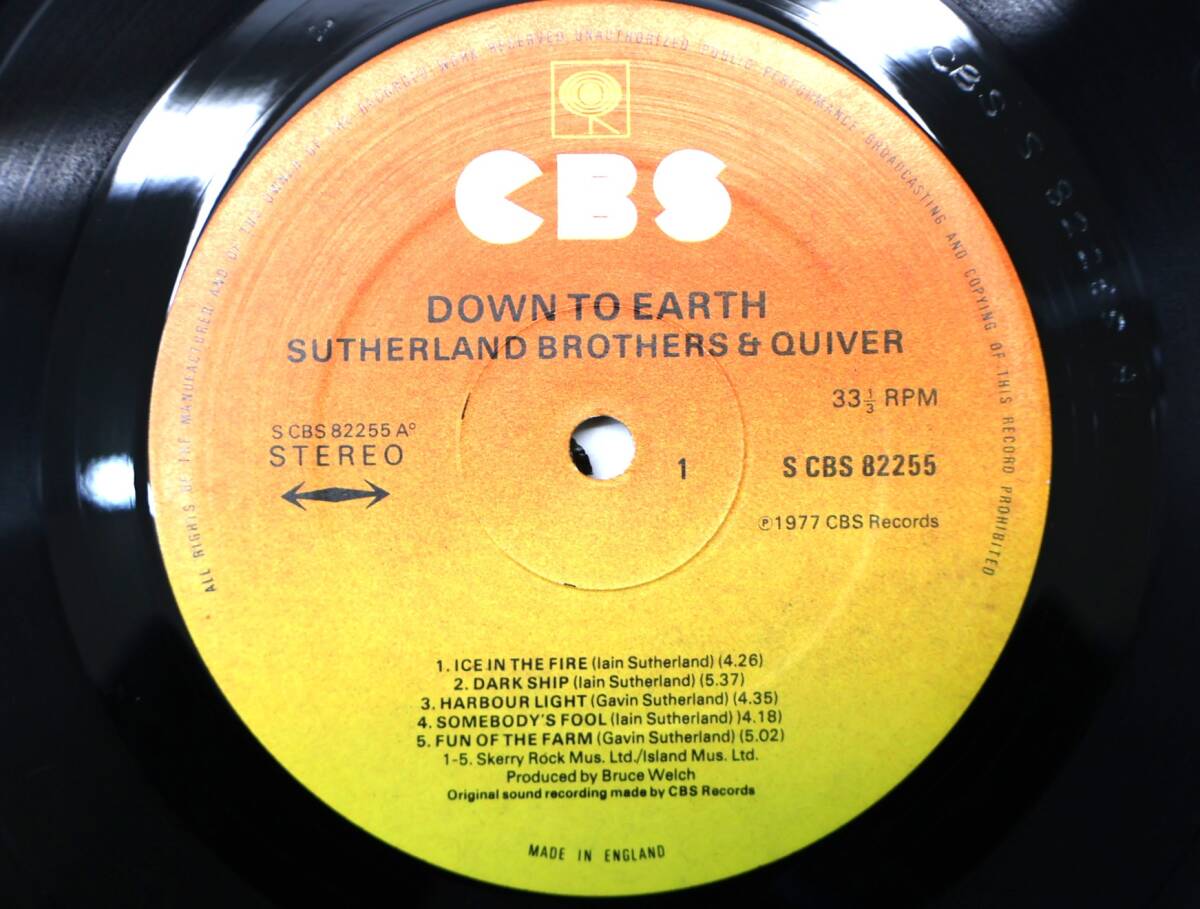 ALL RIGHTS OF THE MANUFACTURER AND OF THE OWNER OF THE RECORDED WORK RESERVED UNAUTHORIZED PUBLIC PERFORMANCE BROADCASTING AND COPYING OF THIS RECORD PROHIBITED
CBS
DOWN TO EARTH
SUTHERLAND BROTHERS & QUIVER
33⅓ RPM
S CBS 82255 Aº
STEREO
1
S CBS 82255
℗1977 CBS Records
1. ICE IN THE FIRE (Iain Sutherland) (4.26)
2. DARK SHIP (Iain Sutherland) (5.37)
3. HARBOUR LIGHT (Gavin Sutherland) (4.35)
4. SOMEBODY'S FOOL (Iain Sutherland) )4.18)
5. FUN OF THE FARM (Gavin Sutherland) (5.02)
1-5. Skerry Rock Mus. Ltd./Island Mus. Ltd.
Produced by Bruce Welch
Original sound recording made by CBS Records
MADE IN ENGLAND
CBS S